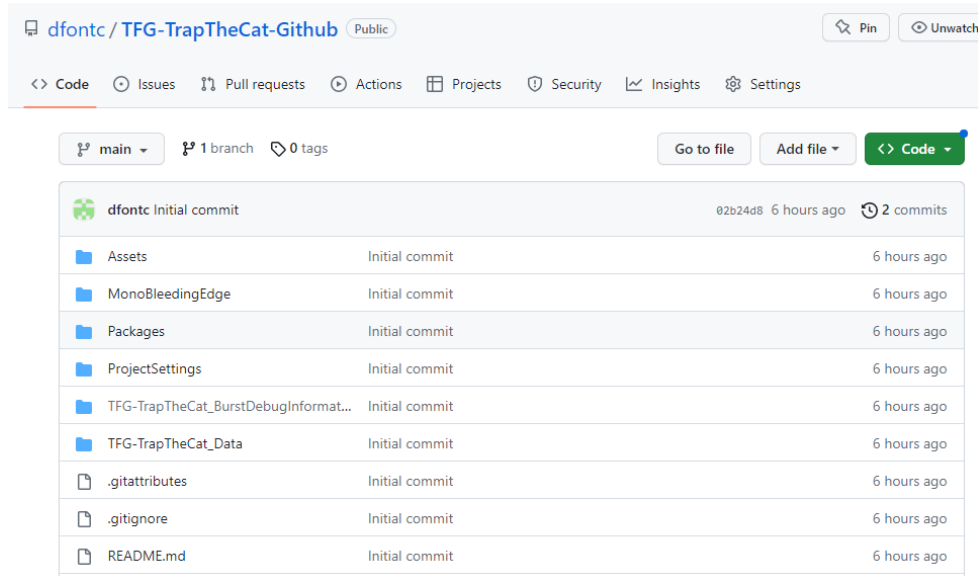 dfontc / TFG-TrapTheCat-Github Public Pin Unwatch
Code Issues Pull requests Actions Projects Security Insights Settings
main 1 branch 0 tags Go to file Add file Code
dfontc Initial commit 02b24d8 6 hours ago 2 commits
Assets Initial commit 6 hours ago
MonoBleedingEdge Initial commit 6 hours ago
Packages Initial commit 6 hours ago
ProjectSettings Initial commit 6 hours ago
TFG-TrapTheCat_BurstDebugInformat... Initial commit 6 hours ago
TFG-TrapTheCat_Data Initial commit 6 hours ago
.gitattributes Initial commit 6 hours ago
.gitignore Initial commit 6 hours ago
README.md Initial commit 6 hours ago